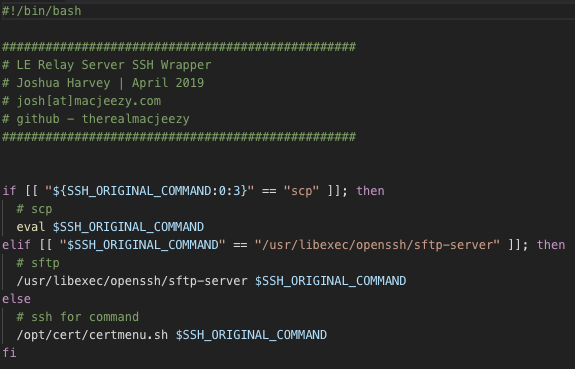 #!/bin/bash
#################################################
# LE Relay Server SSH Wrapper
# Joshua Harvey | April 2019
# josh[at]macjeezy.com
# github - therealmacjeezy
#################################################
if [[ "${SSH_ORIGINAL_COMMAND:0:3}" == "scp" ]]; then
# scp
eval $SSH_ORIGINAL_COMMAND
elif [[ "$SSH_ORIGINAL_COMMAND" == "/usr/libexec/openssh/sftp-server" ]]; then
# sftp
/usr/libexec/openssh/sftp-server $SSH_ORIGINAL_COMMAND
else
# ssh for command
/opt/cert/certmenu.sh $SSH_ORIGINAL_COMMAND
fi